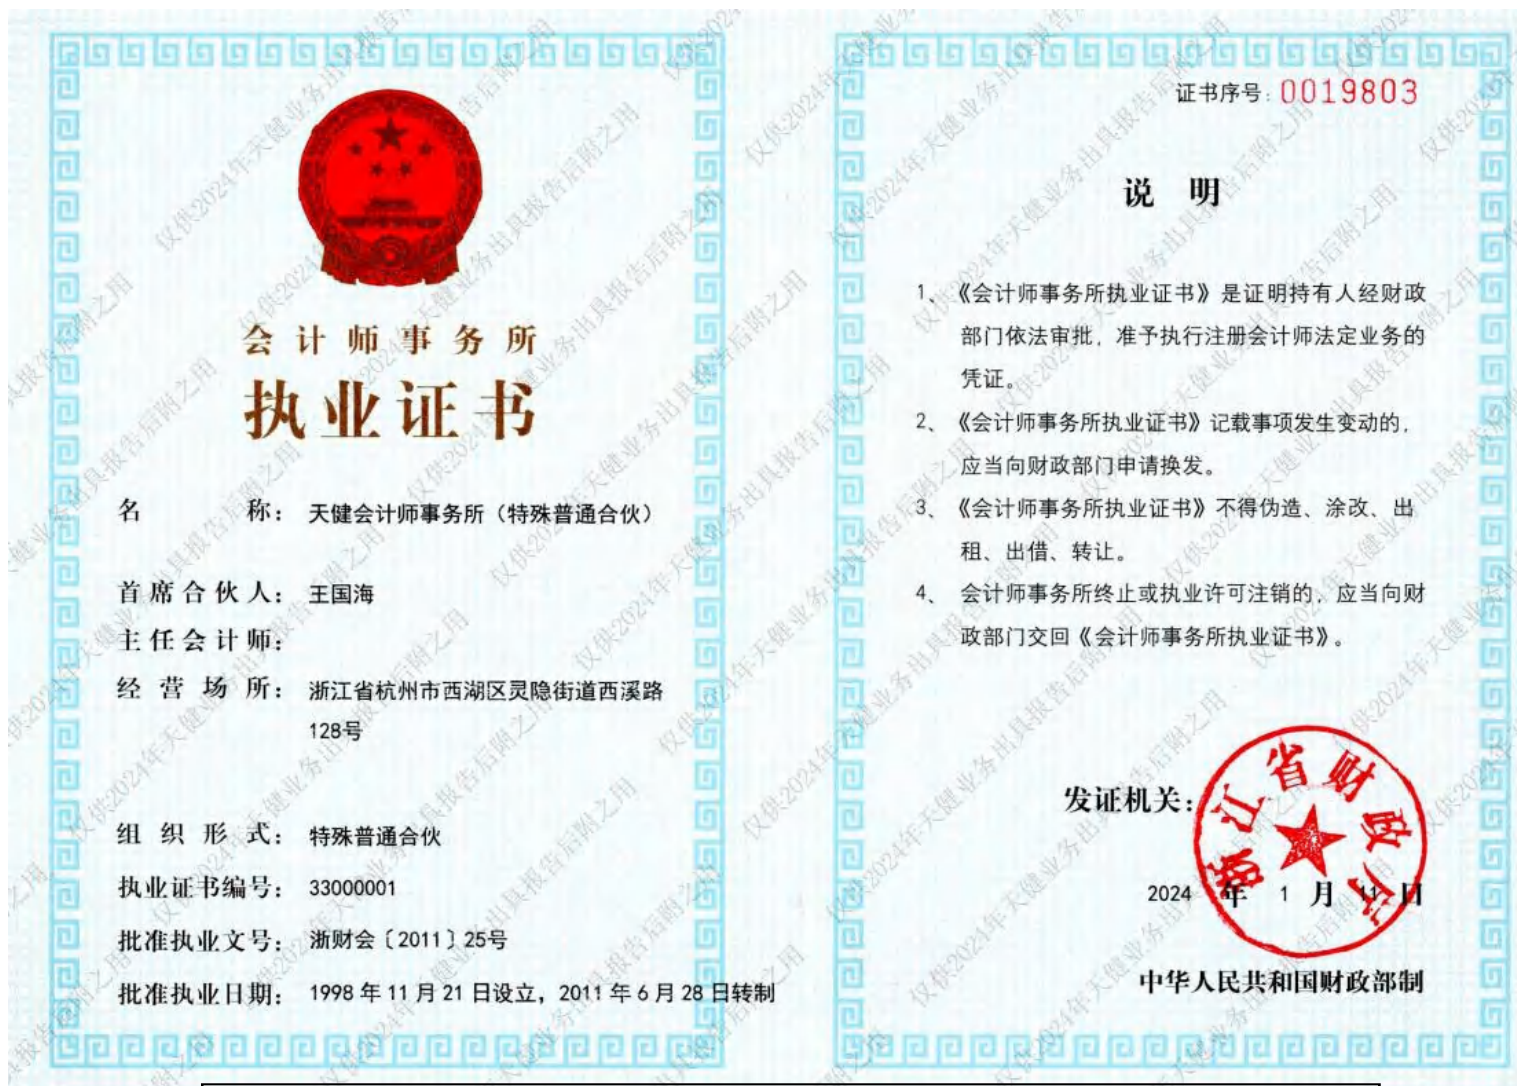 会计师事务所
执业证书
名 称： 天健会计师事务所（特殊普通合伙）
首席合伙人： 王国海
主任会计师：
经营场所： 浙江省杭州市西湖区灵隐街道西溪路
128号
组织形式： 特殊普通合伙
执业证书编号： 33000001
批准执业文号： 浙财会〔2011〕25号
批准执业日期： 1998年11月21日设立，2011年6月28日转制
证书序号：0019803
说 明
1、《会计师事务所执业证书》是证明持有人经财政
部门依法审批，准予执行注册会计师法定业务的
凭证。
2、《会计师事务所执业证书》记载事项发生变动的，
应当向财政部门申请换发。
3、《会计师事务所执业证书》不得伪造、涂改、出
租、出借、转让。
4、会计师事务所终止或执业许可注销的，应当向财
政部门交回《会计师事务所执业证书》。
发证机关：
浙江省财政厅
2024 年 1 月 11 日
中华人民共和国财政部制
仅供2024年天健业务出具报告后附之用